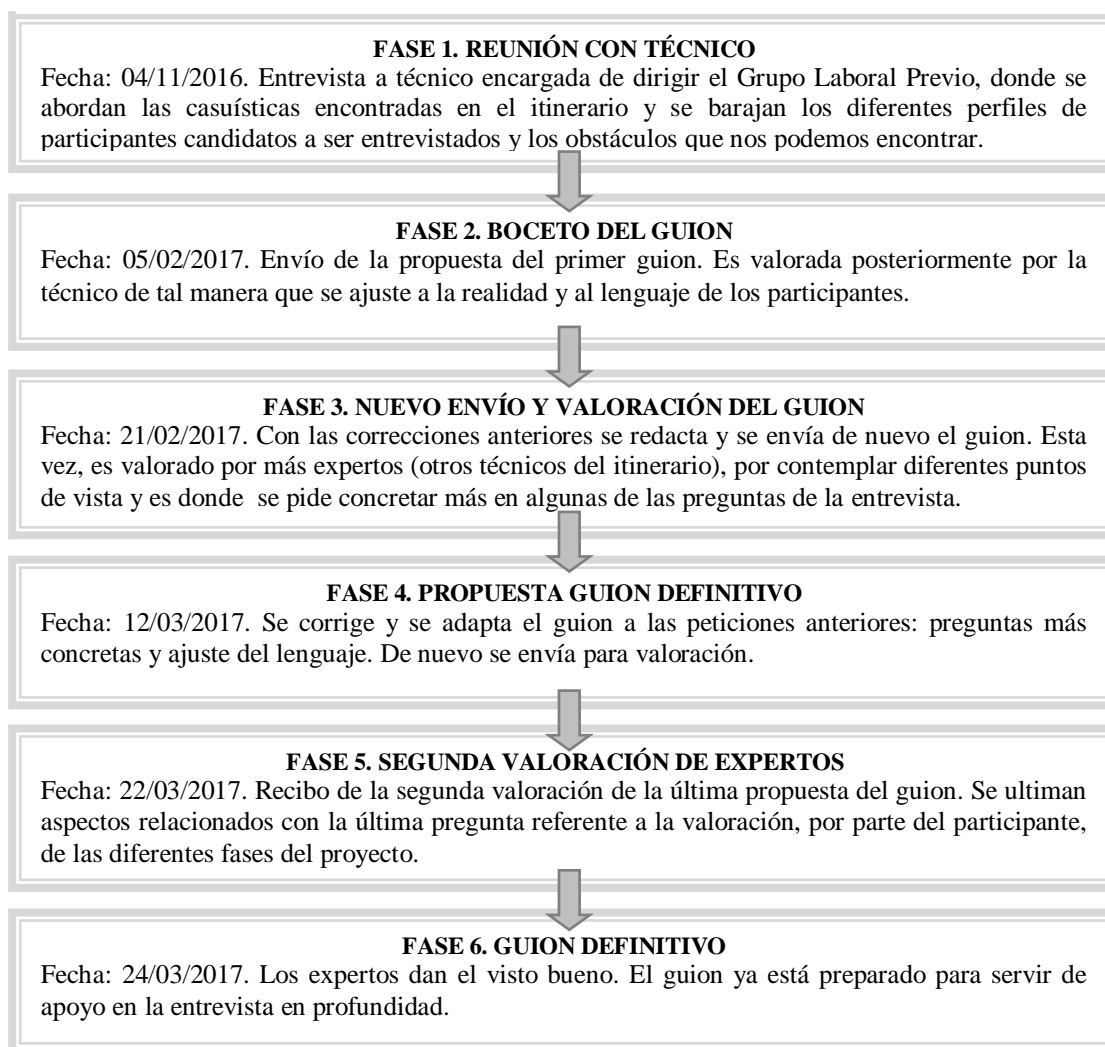 FASE 1. REUNIÓN CON TÉCNICO
Fecha: 04/11/2016. Entrevista a técnico encargada de dirigir el Grupo Laboral Previo, donde se
abordan las casuísticas encontradas en el itinerario y se barajan los diferentes perfiles de
participantes candidatos a ser entrevistados y los obstáculos que nos podemos encontrar.
FASE 2. BOCETO DEL GUION
Fecha: 05/02/2017. Envío de la propuesta del primer guion. Es valorada posteriormente por la
técnico de tal manera que se ajuste a la realidad y al lenguaje de los participantes.
FASE 3. NUEVO ENVÍO Y VALORACIÓN DEL GUION
Fecha: 21/02/2017. Con las correcciones anteriores se redacta y se envía de nuevo el guion. Esta
vez, es valorado por más expertos (otros técnicos del itinerario), por contemplar diferentes puntos
de vista y es donde se pide concretar más en algunas de las preguntas de la entrevista.
FASE 4. PROPUESTA GUION DEFINITIVO
Fecha: 12/03/2017. Se corrige y se adapta el guion a las peticiones anteriores: preguntas más
concretas y ajuste del lenguaje. De nuevo se envía para valoración.
FASE 5. SEGUNDA VALORACIÓN DE EXPERTOS
Fecha: 22/03/2017. Recibo de la segunda valoración de la última propuesta del guion. Se ultiman
aspectos relacionados con la última pregunta referente a la valoración, por parte del participante,
de las diferentes fases del proyecto.
FASE 6. GUION DEFINITIVO
Fecha: 24/03/2017. Los expertos dan el visto bueno. El guion ya está preparado para servir de
apoyo en la entrevista en profundidad.